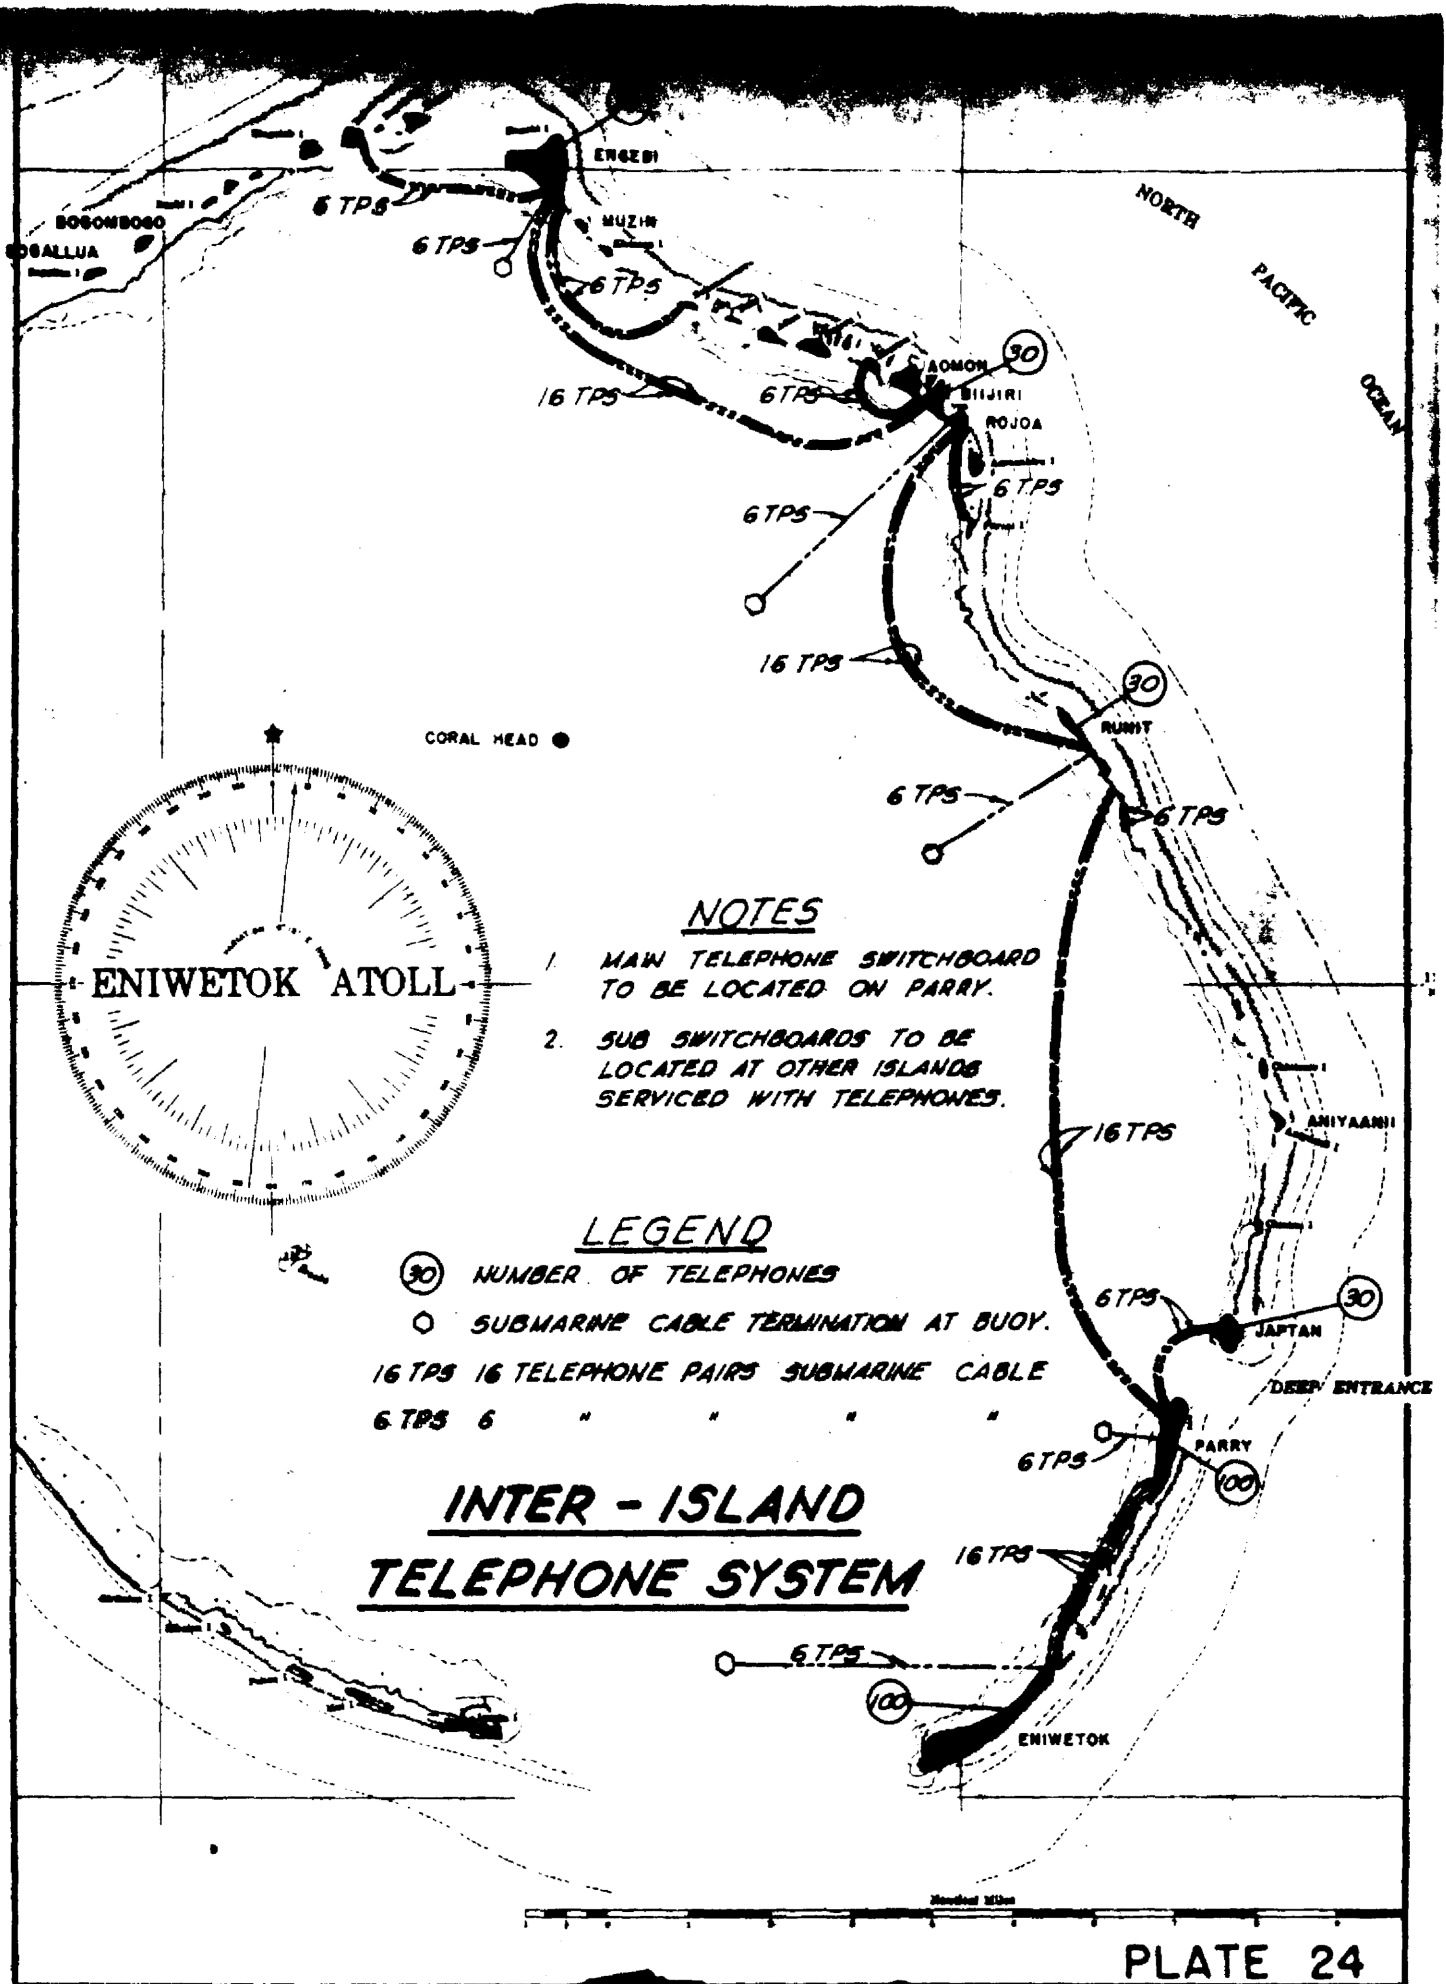 ENGEBI
6 TPS
BOGOMBOGO
MUZIN
6 TPS
NORTH
PACIFIC
OCEAN
6 TPS
30
AOMON
BIIJIRI
16 TPS
6 TPS
ROJOA
6 TPS
6 TPS
16 TPS
30
RUNIT
CORAL HEAD
6 TPS
6 TPS
ENIWETOK ATOLL
NOTES
1. MAIN TELEPHONE SWITCHBOARD
TO BE LOCATED ON PARRY.
2. SUB SWITCHBOARDS TO BE
LOCATED AT OTHER ISLANDS
SERVICED WITH TELEPHONES.
ANIYAANII
16 TPS
LEGEND
30 NUMBER OF TELEPHONES
SUBMARINE CABLE TERMINATION AT BUOY.
16 TPS 16 TELEPHONE PAIRS SUBMARINE CABLE
6 TPS 6 " " " "
6 TPS
30
JAPTAN
DEEP ENTRANCE
6 TPS
PARRY
100
INTER - ISLAND
TELEPHONE SYSTEM
16 TPS
6 TPS
100
ENIWETOK
Nautical Miles
PLATE 24